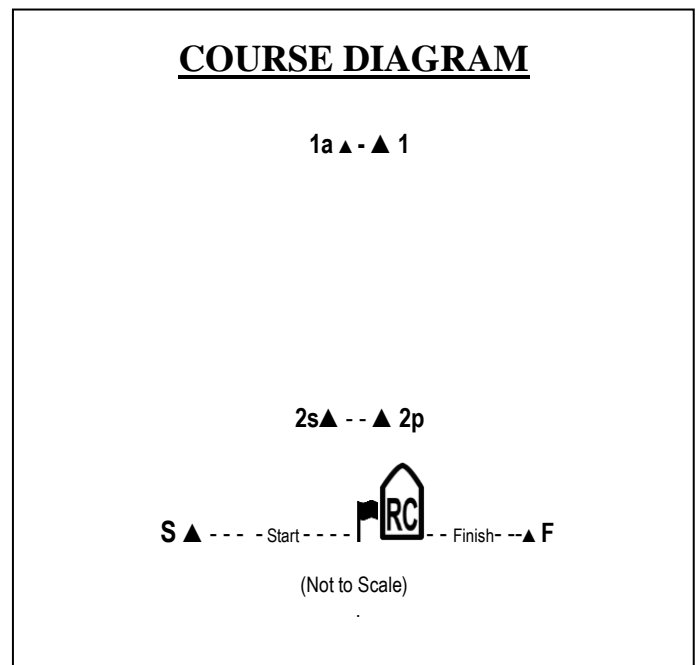 COURSE DIAGRAM
1a ▲ - ▲ 1
2s▲ - - ▲ 2p
RC
S ▲ - - - - Start - - - - - - Finish- --▲ F
(Not to Scale)
.